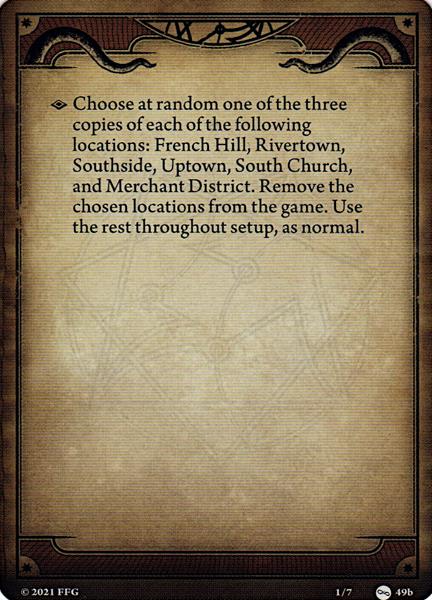 Choose at random one of the three
copies of each of the following
locations: French Hill, Rivertown,
Southside, Uptown, South Church,
and Merchant District. Remove the
chosen locations from the game. Use
the rest throughout setup, as normal.
© 2021 FFG
1/7
49b